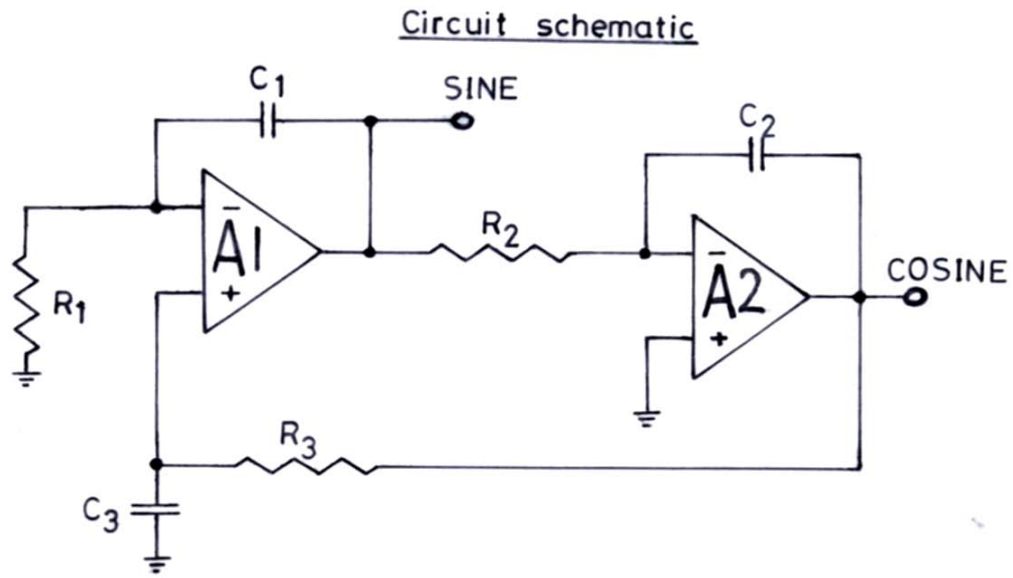 Circuit schematic
C1
SINE
C2
R2
A1
A2
COSINE
R1
R3
C3